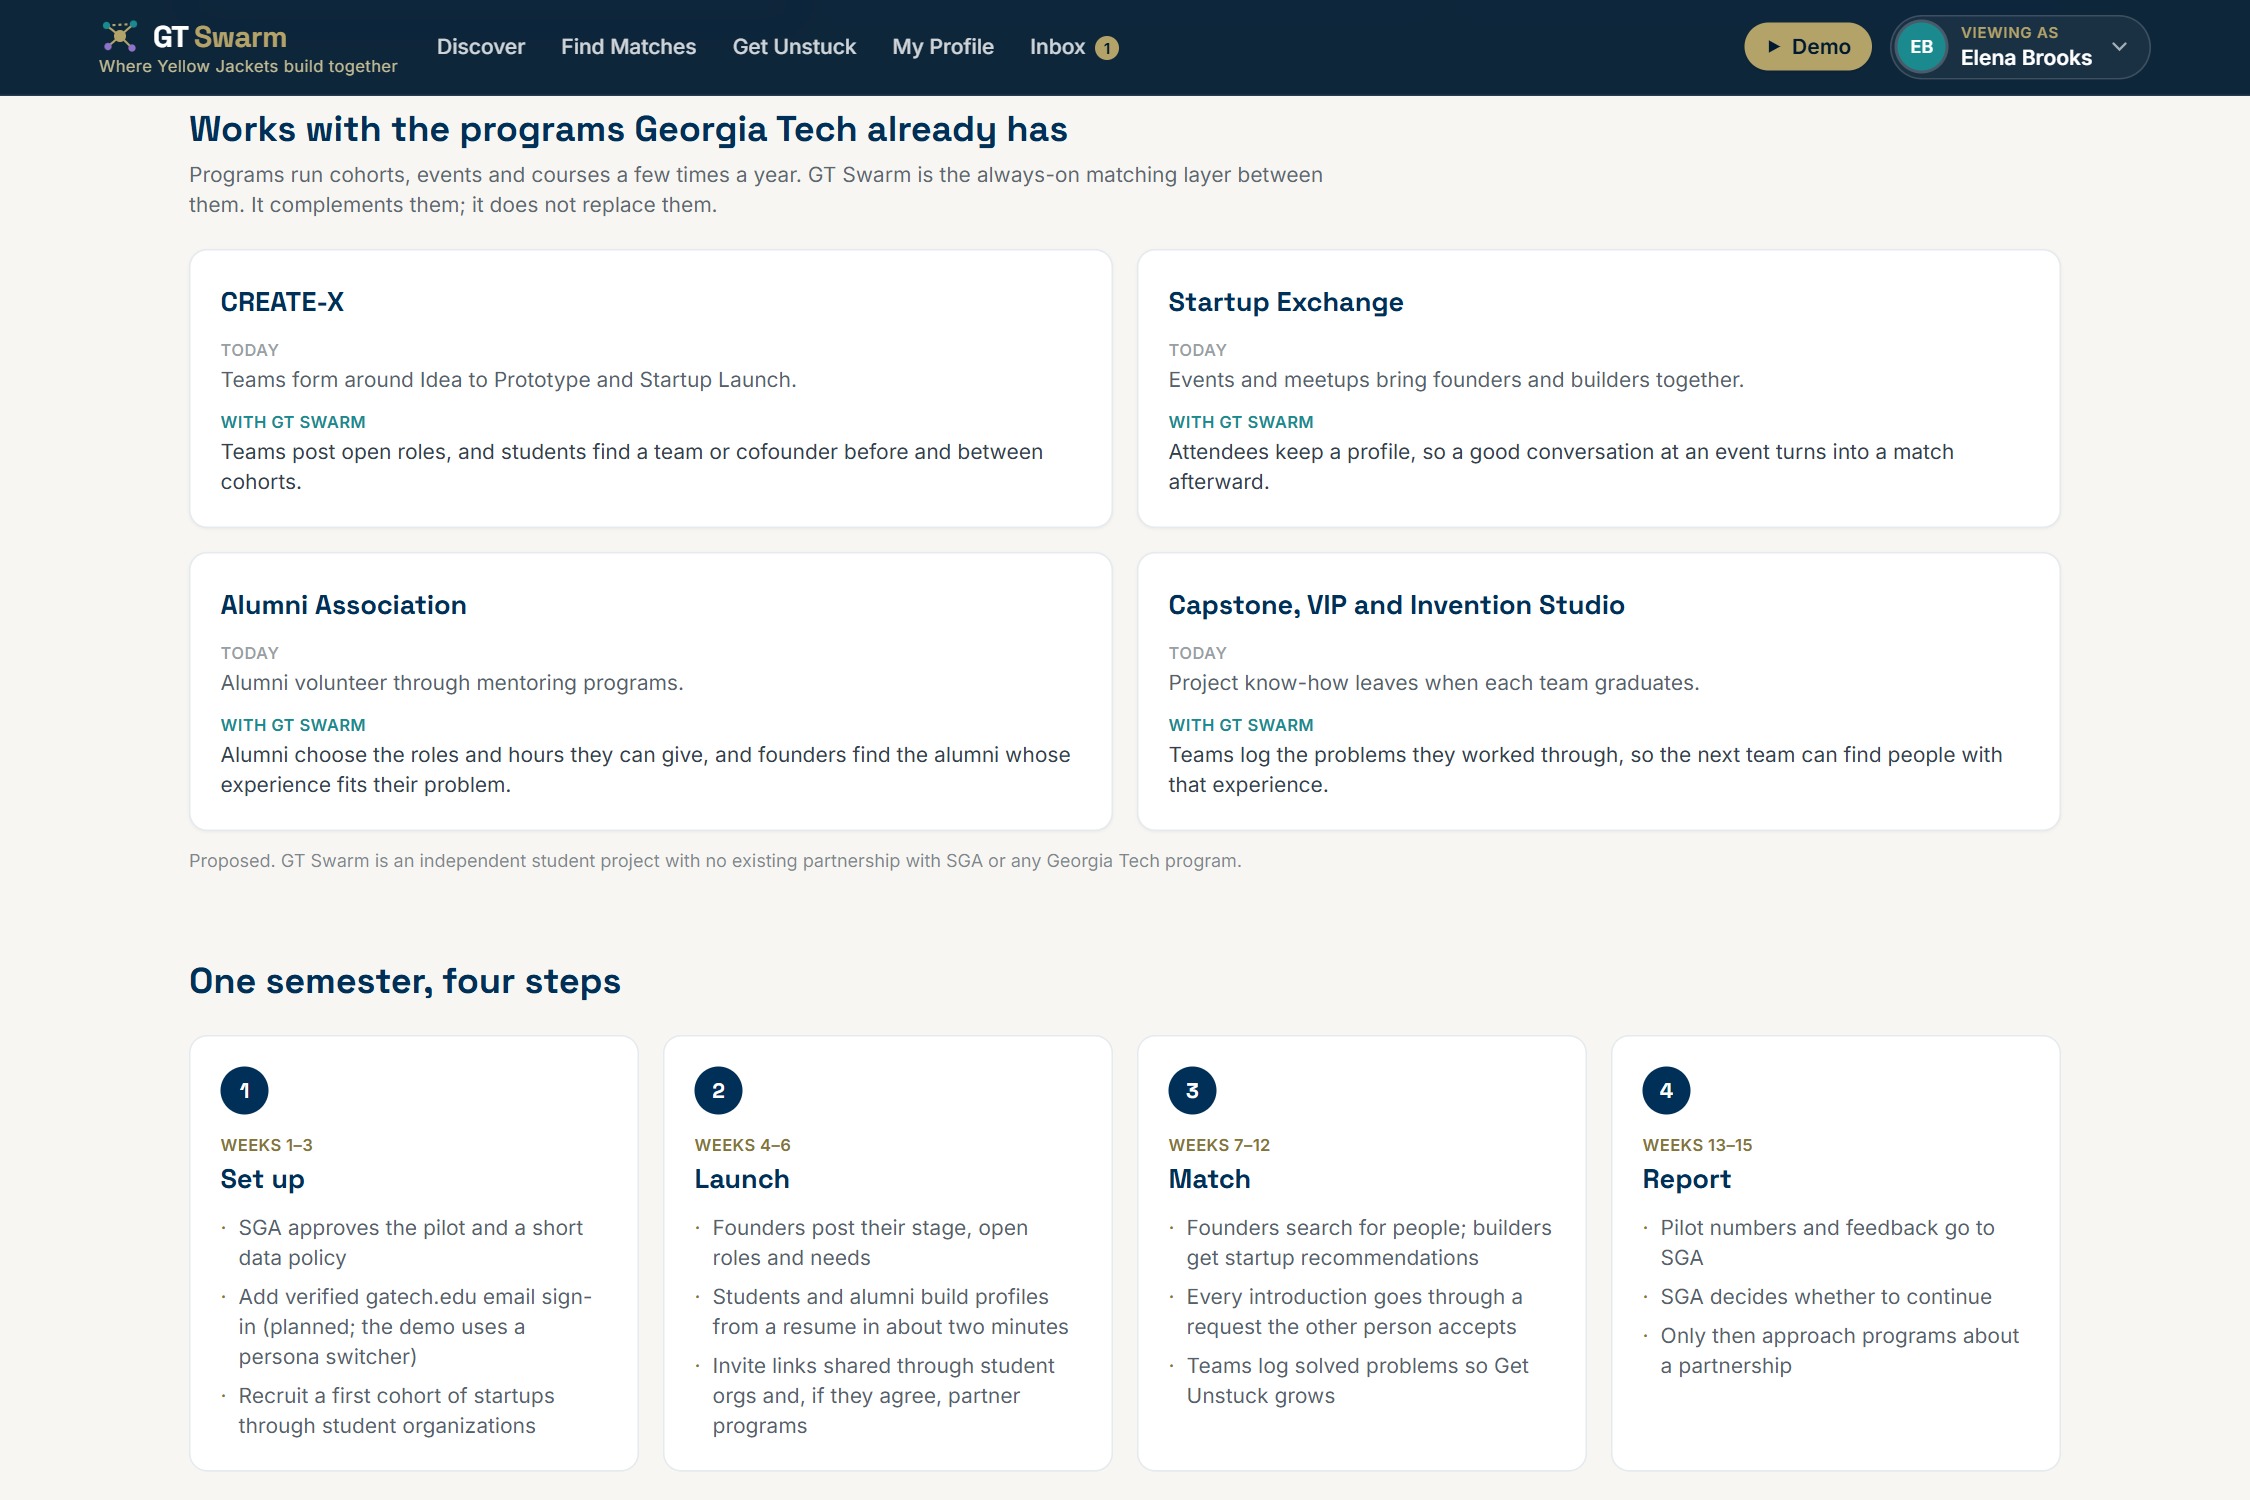 GT Swarm
Where Yellow Jackets build together
Discover
Find Matches
Get Unstuck
My Profile
Inbox 1
Demo
EB
VIEWING AS
Elena Brooks
Works with the programs Georgia Tech already has
Programs run cohorts, events and courses a few times a year. GT Swarm is the always-on matching layer between
them. It complements them; it does not replace them.
CREATE-X
TODAY
Teams form around Idea to Prototype and Startup Launch.
WITH GT SWARM
Teams post open roles, and students find a team or cofounder before and between
cohorts.
Startup Exchange
TODAY
Events and meetups bring founders and builders together.
WITH GT SWARM
Attendees keep a profile, so a good conversation at an event turns into a match
afterward.
Alumni Association
TODAY
Alumni volunteer through mentoring programs.
WITH GT SWARM
Alumni choose the roles and hours they can give, and founders find the alumni whose
experience fits their problem.
Capstone, VIP and Invention Studio
TODAY
Project know-how leaves when each team graduates.
WITH GT SWARM
Teams log the problems they worked through, so the next team can find people with
that experience.
Proposed. GT Swarm is an independent student project with no existing partnership with SGA or any Georgia Tech program.
One semester, four steps
1
WEEKS 1–3
Set up
· SGA approves the pilot and a short
data policy
· Add verified gatech.edu email sign-
in (planned; the demo uses a
persona switcher)
· Recruit a first cohort of startups
through student organizations
2
WEEKS 4–6
Launch
· Founders post their stage, open
roles and needs
· Students and alumni build profiles
from a resume in about two minutes
· Invite links shared through student
orgs and, if they agree, partner
programs
3
WEEKS 7–12
Match
· Founders search for people; builders
get startup recommendations
· Every introduction goes through a
request the other person accepts
· Teams log solved problems so Get
Unstuck grows
4
WEEKS 13–15
Report
· Pilot numbers and feedback go to
SGA
· SGA decides whether to continue
· Only then approach programs about
a partnership